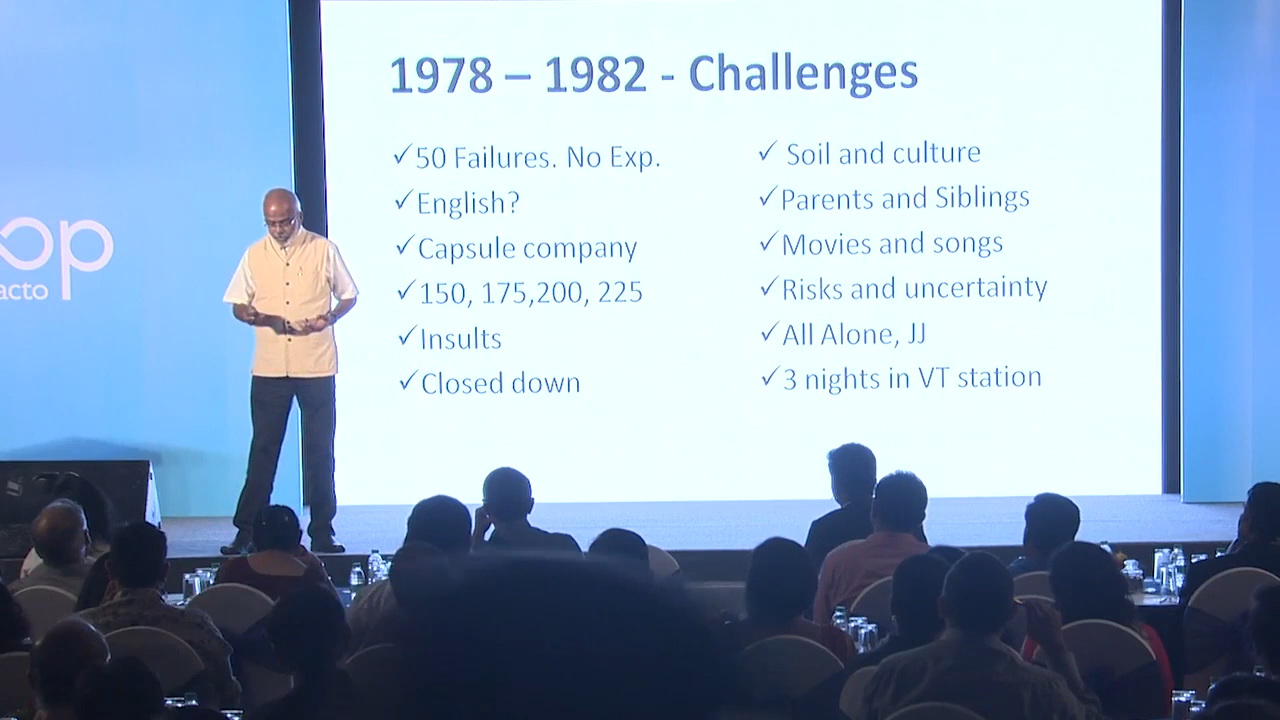 1978 – 1982 - Challenges
✓50 Failures. No Exp.
✓English?
✓Capsule company
✓150, 175,200, 225
✓Insults
✓Closed down
✓ Soil and culture
✓Parents and Siblings
✓Movies and songs
✓Risks and uncertainty
✓All Alone, JJ
✓3 nights in VT station
op
acto